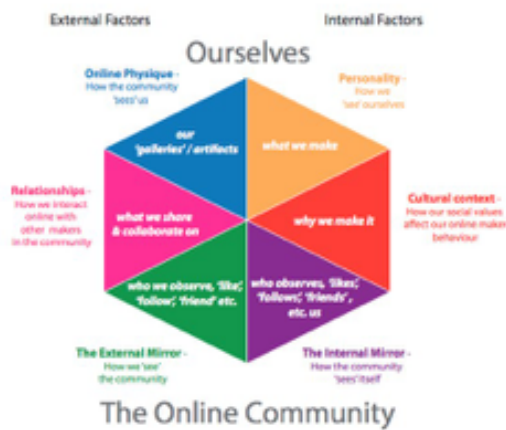 External Factors
Internal Factors
Ourselves
Online Physique -
How the community
'sees' us
Personality -
How we
'see' ourselves
our
'galleries' / artifacts
what we make
Relationships -
How we interact
online with
other makers
in the community
what we share
& collaborate on
why we make it
Cultural context -
How our social values
affect our online maker
behaviour
who we observe, 'like',
'follow', 'friend' etc.
who observes, 'likes',
'follows', 'friends' ,
etc. us
The External Mirror -
How we 'see'
the community
The Internal Mirror -
How the community
'sees' itself
The Online Community